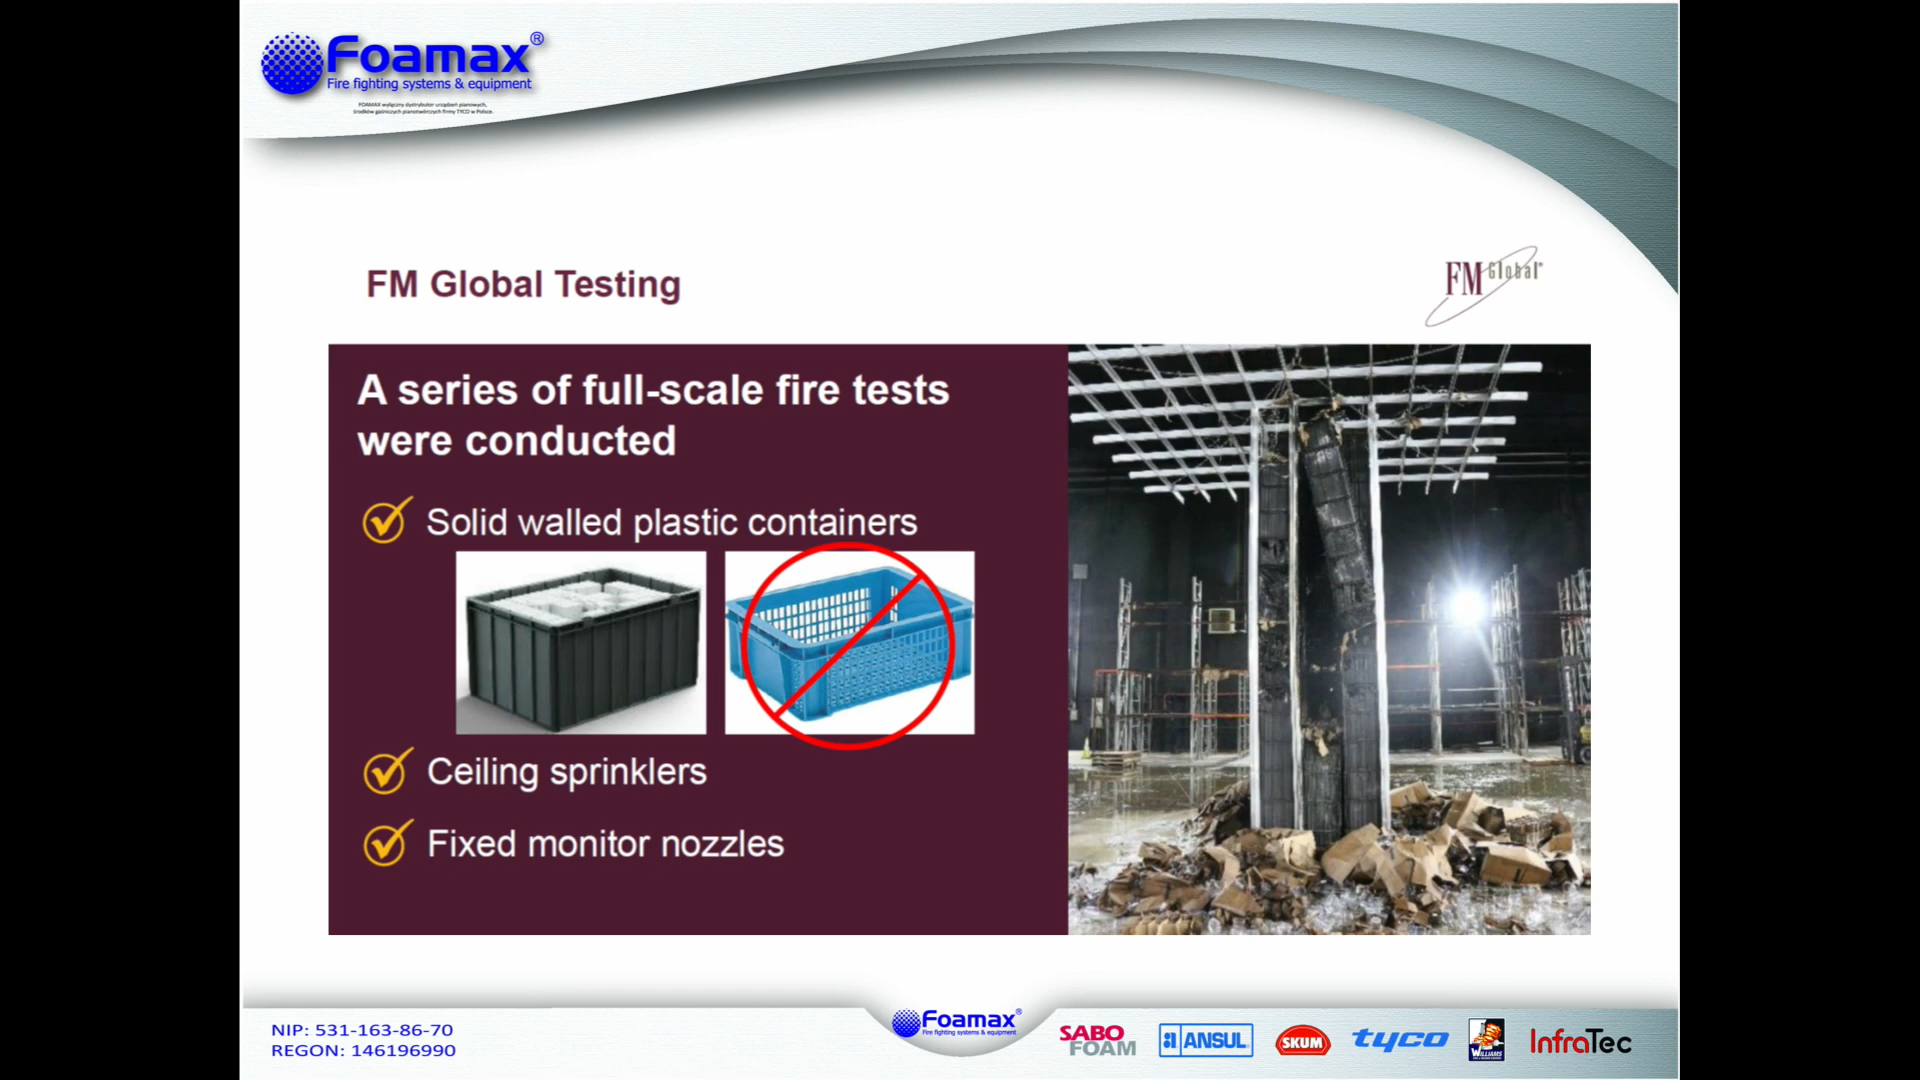 Foamax®
Fire fighting systems & equipment
FOAMAX wyłączny dystrybutor urządzeń pianowych,
środków gaśniczych pianotwórczych firmy TYCO w Polsce.
FM Global Testing
FM Global®
A series of full-scale fire tests
were conducted
Solid walled plastic containers
Ceiling sprinklers
Fixed monitor nozzles
NIP: 531-163-86-70
REGON: 146196990
Foamax®
Fire fighting systems & equipment
SABO
FOAM
ANSUL
SKUM
tyco
WILLIAMS
InfraTec